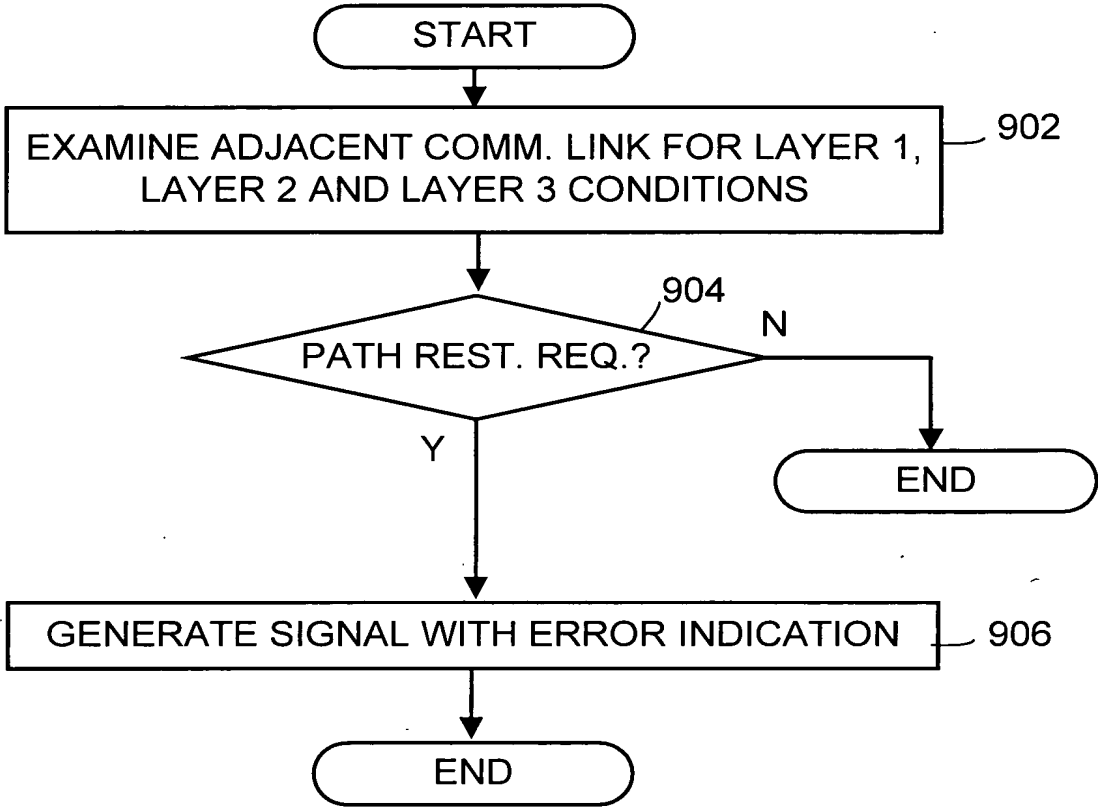 START
EXAMINE ADJACENT COMM. LINK FOR LAYER 1,
LAYER 2 AND LAYER 3 CONDITIONS
902
904
PATH REST. REQ.?
N
Y
END
GENERATE SIGNAL WITH ERROR INDICATION
906
END